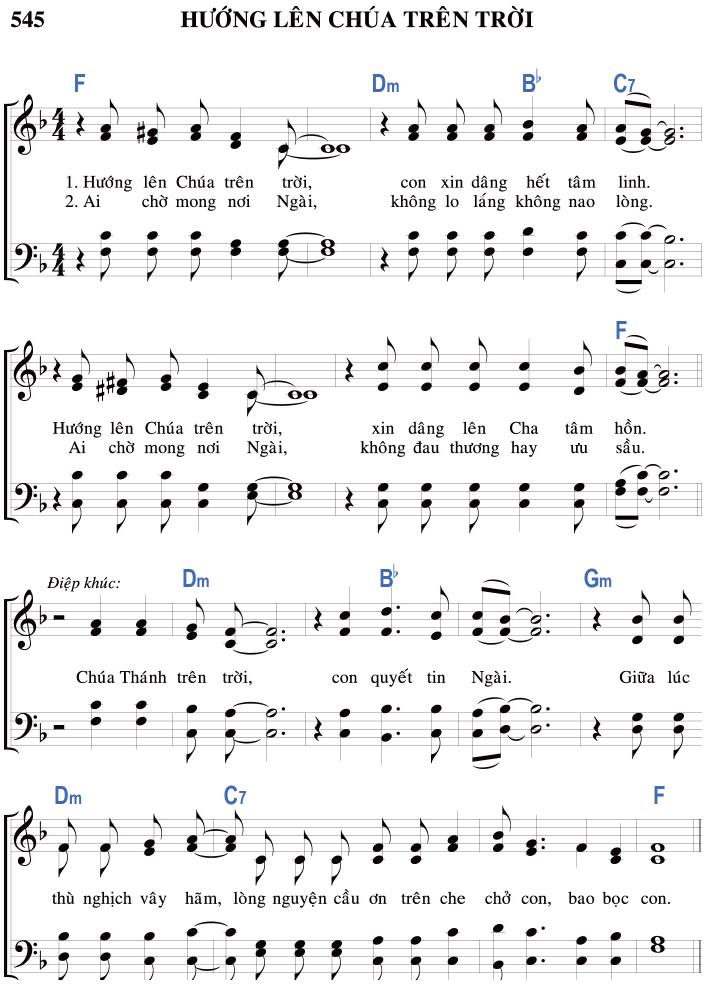 545 HƯỚNG LÊN CHÚA TRÊN TRỜI
F Dm B♭ C7
1. Hướng lên Chúa trên trời, con xin dâng hết tâm linh.
2. Ai chờ mong nơi Ngài, không lo lắng không nao lòng.
F
Hướng lên Chúa trên trời, xin dâng lên Cha tâm hồn.
Ai chờ mong nơi Ngài, không đau thương hay ưu sầu.
Điệp khúc: Dm B♭ Gm
Chúa Thánh trên trời, con quyết tin Ngài. Giữa lúc
Dm C7 F
thù nghịch vây hãm, lòng nguyện cầu ơn trên che chở con, bao bọc con.